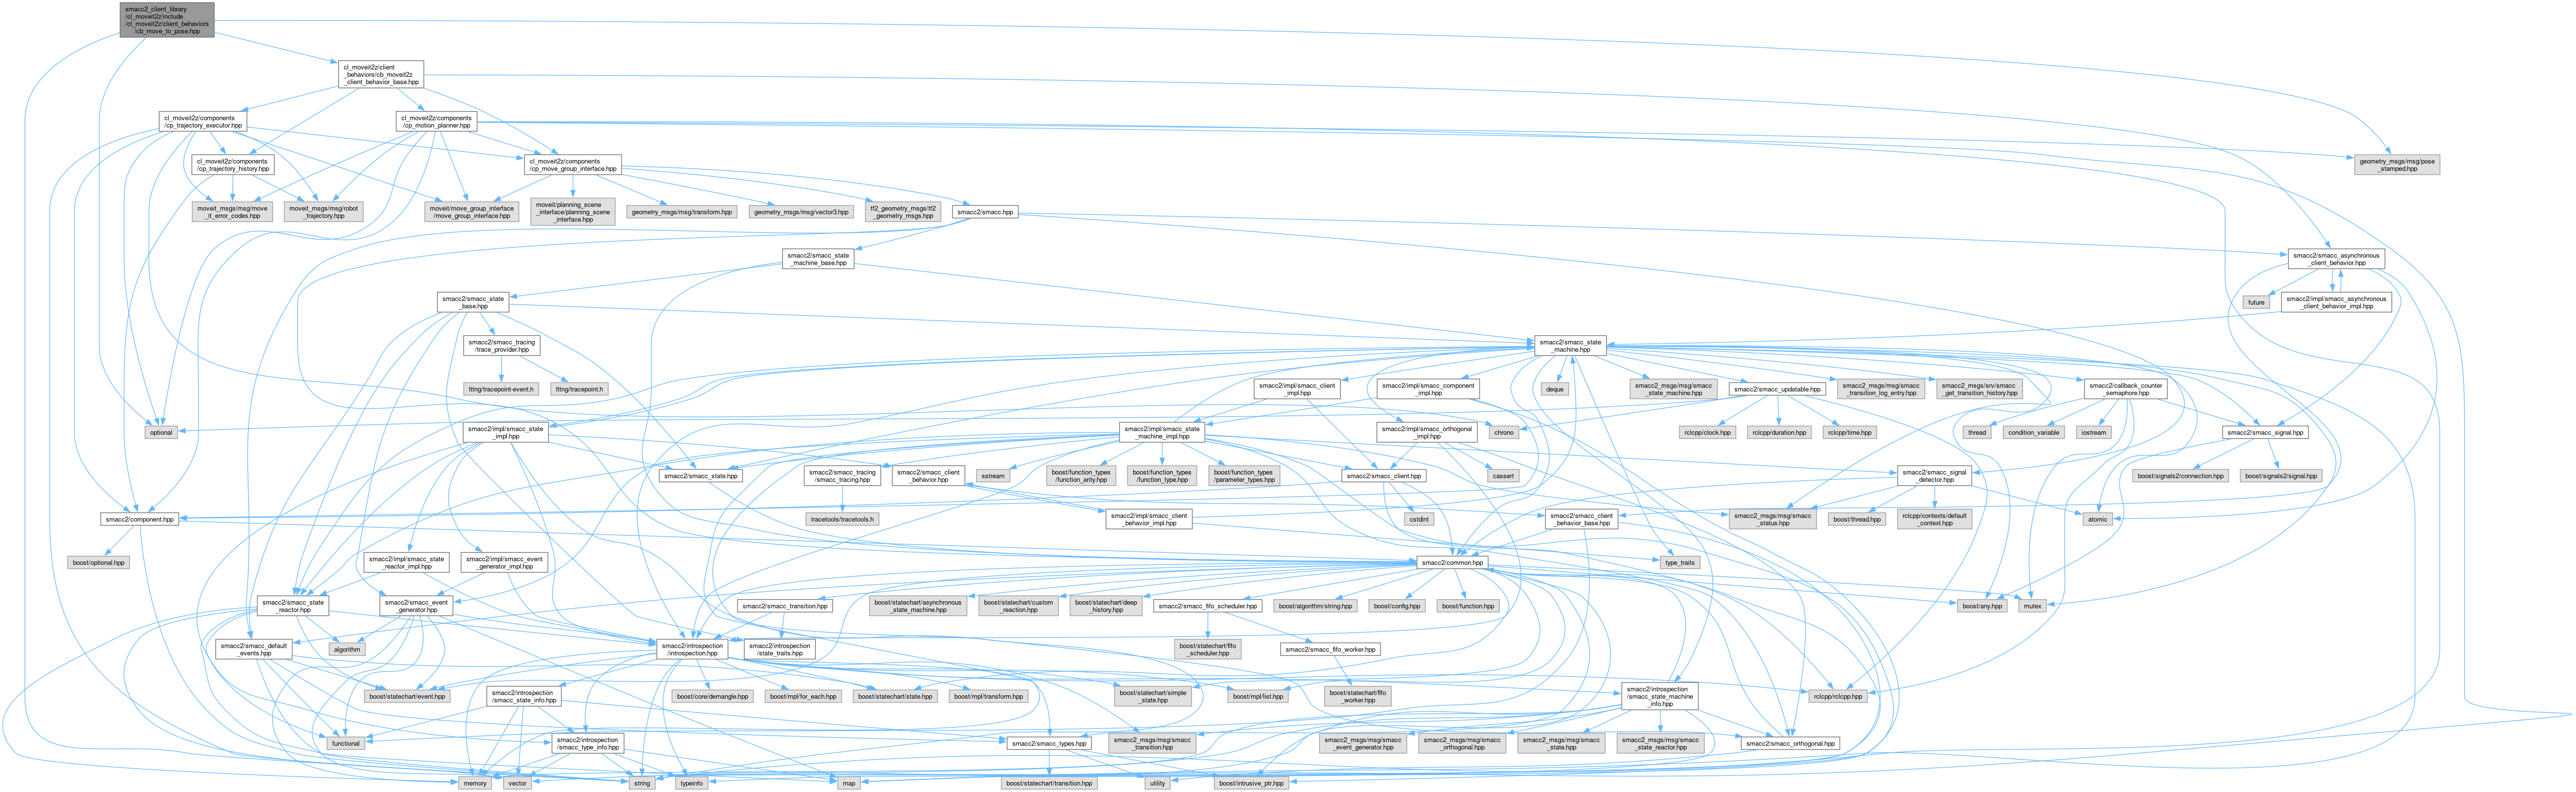 smacc2_client_library
/cl_moveit2z/include
/cl_moveit2z/client_behaviors
/cb_move_to_pose.hpp
cl_moveit2z/client
_behaviors/cb_moveit2z
_client_behavior_base.hpp
cl_moveit2z/components
/cp_trajectory_executor.hpp
cl_moveit2z/components
/cp_motion_planner.hpp
cl_moveit2z/components
/cp_trajectory_history.hpp
cl_moveit2z/components
/cp_move_group_interface.hpp
geometry_msgs/msg/pose
_stamped.hpp
moveit_msgs/msg/move
_it_error_codes.hpp
moveit_msgs/msg/robot
_trajectory.hpp
moveit/move_group_interface
/move_group_interface.hpp
moveit/planning_scene
_interface/planning_scene
_interface.hpp
geometry_msgs/msg/transform.hpp
geometry_msgs/msg/vector3.hpp
tf2_geometry_msgs/tf2
_geometry_msgs.hpp
smacc2/smacc.hpp
smacc2/smacc_state
_machine_base.hpp
smacc2/smacc_asynchronous
_client_behavior.hpp
smacc2/smacc_state
_base.hpp
future
smacc2/impl/smacc_asynchronous
_client_behavior_impl.hpp
smacc2/smacc_tracing
/trace_provider.hpp
smacc2/smacc_state
_machine.hpp
lttng/tracepoint-event.h
lttng/tracepoint.h
smacc2/impl/smacc_client
_impl.hpp
smacc2/impl/smacc_component
_impl.hpp
deque
smacc2_msgs/msg/smacc
_state_machine.hpp
smacc2/smacc_updatable.hpp
smacc2_msgs/msg/smacc
_transition_log_entry.hpp
smacc2_msgs/srv/smacc
_get_transition_history.hpp
smacc2/callback_counter
_semaphore.hpp
optional
smacc2/impl/smacc_state
_impl.hpp
chrono
smacc2/impl/smacc_state
_machine_impl.hpp
smacc2/impl/smacc_orthogonal
_impl.hpp
rclcpp/clock.hpp
rclcpp/duration.hpp
rclcpp/time.hpp
thread
condition_variable
iostream
smacc2/smacc_signal.hpp
smacc2/smacc_state.hpp
smacc2/smacc_tracing
/smacc_tracing.hpp
smacc2/smacc_client
_behavior.hpp
sstream
boost/function_types
/function_arity.hpp
boost/function_types
/function_type.hpp
boost/function_types
/parameter_types.hpp
smacc2/smacc_client.hpp
cassert
smacc2/smacc_signal
_detector.hpp
boost/signals2/connection.hpp
boost/signals2/signal.hpp
smacc2/component.hpp
tracetools/tracetools.h
smacc2/impl/smacc_client
_behavior_impl.hpp
smacc2/smacc_client
_behavior_base.hpp
cstdint
smacc2_msgs/msg/smacc
_status.hpp
boost/thread.hpp
rclcpp/contexts/default
_context.hpp
atomic
boost/optional.hpp
smacc2/impl/smacc_state
_reactor_impl.hpp
smacc2/impl/smacc_event
_generator_impl.hpp
smacc2/common.hpp
type_traits
smacc2/smacc_state
_reactor.hpp
smacc2/smacc_event
_generator.hpp
smacc2/smacc_transition.hpp
boost/statechart/asynchronous
_state_machine.hpp
boost/statechart/custom
_reaction.hpp
boost/statechart/deep
_history.hpp
smacc2/smacc_fifo_scheduler.hpp
boost/algorithm/string.hpp
boost/config.hpp
boost/function.hpp
boost/any.hpp
mutex
smacc2/smacc_default
_events.hpp
algorithm
smacc2/introspection
/introspection.hpp
smacc2/introspection
/state_traits.hpp
boost/statechart/fifo
_scheduler.hpp
smacc2/smacc_fifo_worker.hpp
boost/statechart/event.hpp
smacc2/introspection
/smacc_state_info.hpp
boost/core/demangle.hpp
boost/mpl/for_each.hpp
boost/statechart/state.hpp
boost/mpl/transform.hpp
boost/statechart/simple
_state.hpp
boost/mpl/list.hpp
boost/statechart/fifo
_worker.hpp
smacc2/introspection
/smacc_state_machine
_info.hpp
rclcpp/rclcpp.hpp
functional
smacc2/introspection
/smacc_type_info.hpp
smacc2/smacc_types.hpp
smacc2_msgs/msg/smacc
_transition.hpp
smacc2_msgs/msg/smacc
_event_generator.hpp
smacc2_msgs/msg/smacc
_orthogonal.hpp
smacc2_msgs/msg/smacc
_state.hpp
smacc2_msgs/msg/smacc
_state_reactor.hpp
smacc2/smacc_orthogonal.hpp
memory
vector
string
typeinfo
map
boost/statechart/transition.hpp
utility
boost/intrusive_ptr.hpp